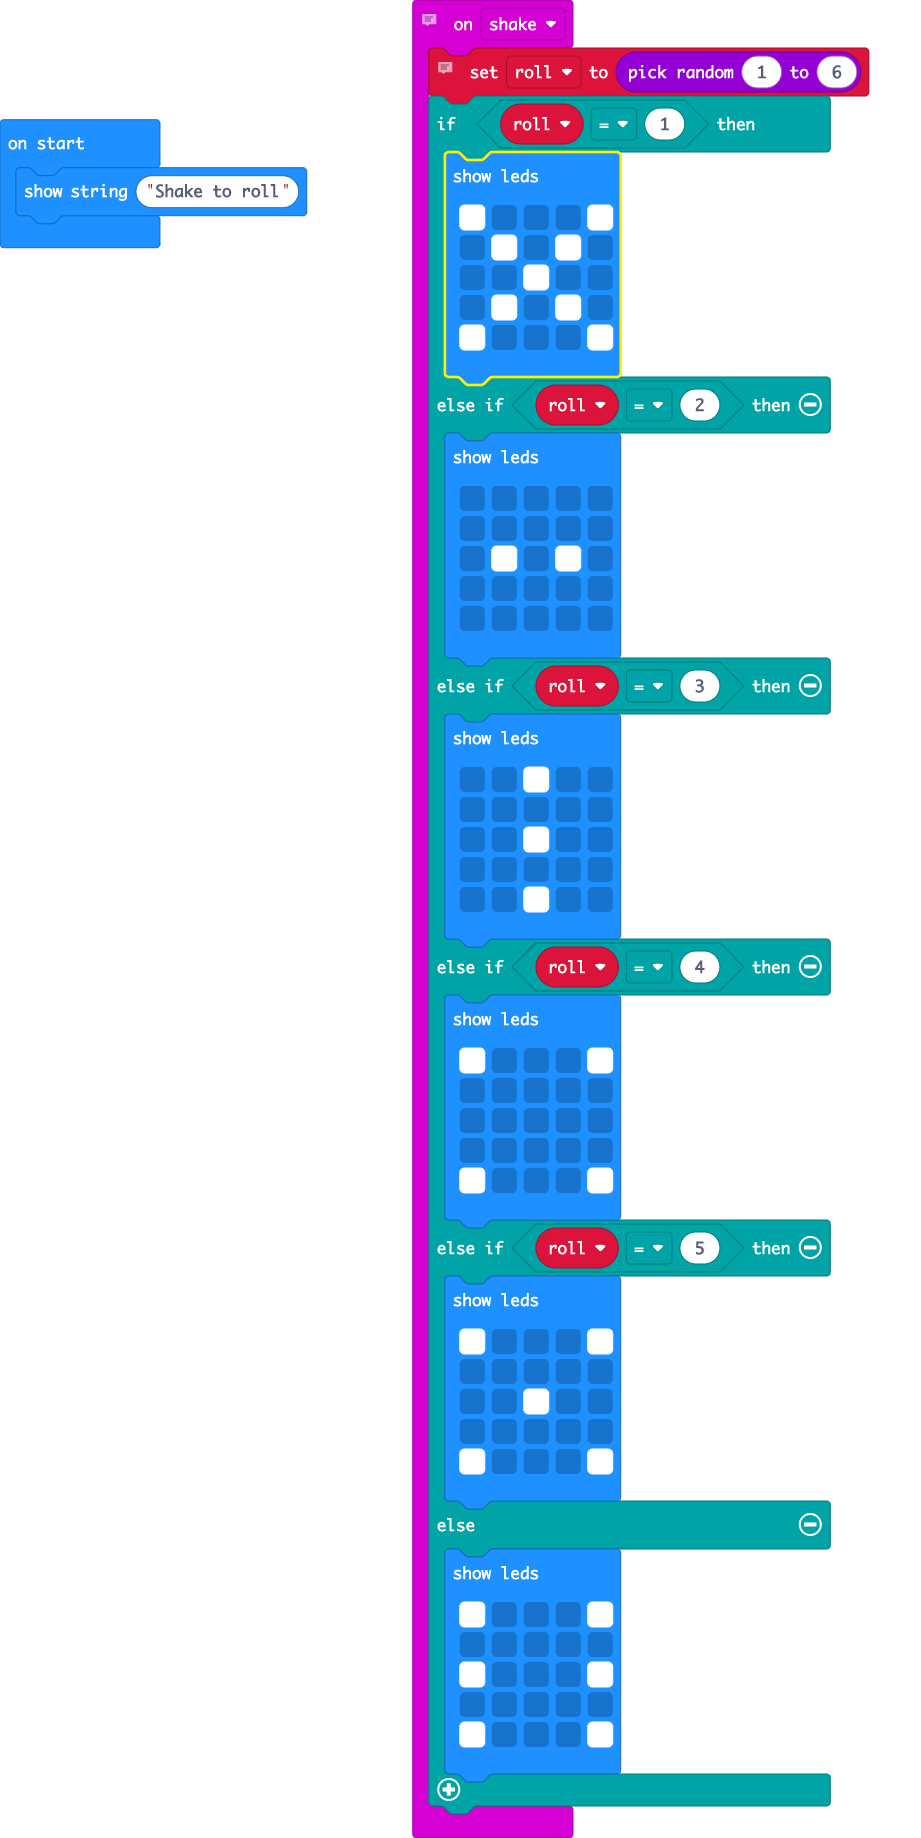 on start
show string "Shake to roll"
on shake
set roll to pick random 1 to 6
if roll = 1 then
show leds
else if roll = 2 then
show leds
else if roll = 3 then
show leds
else if roll = 4 then
show leds
else if roll = 5 then
show leds
else
show leds